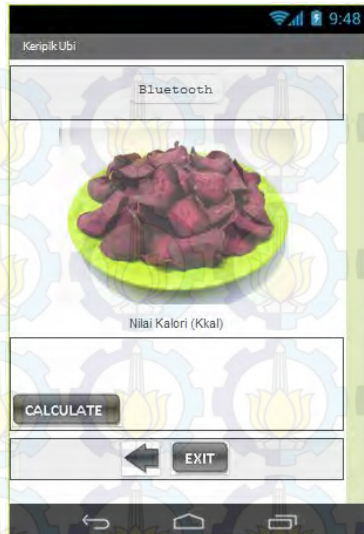 9:48
Keripik Ubi
Bluetooth
Nilai Kalori (Kkal)
CALCULATE
EXIT